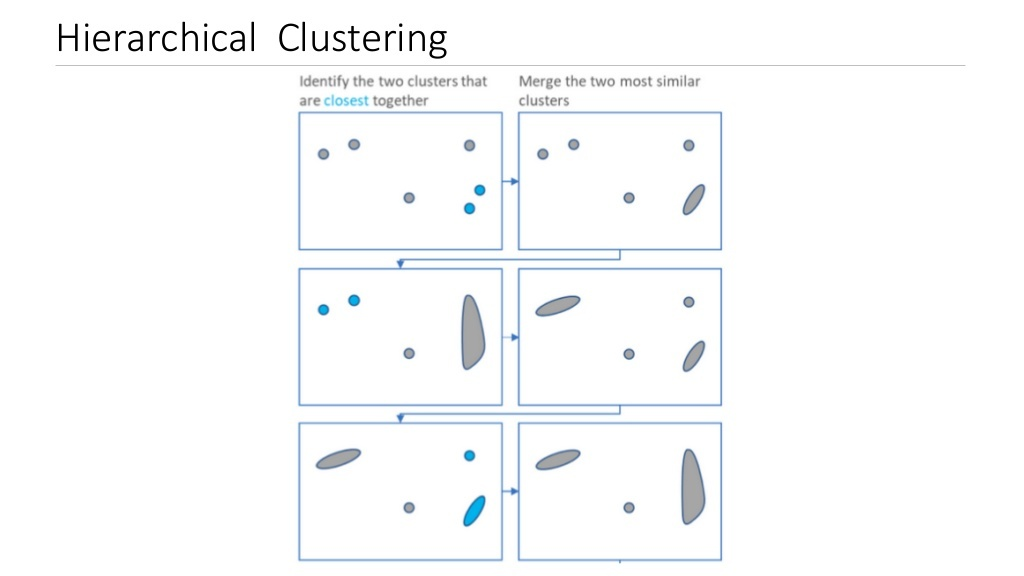 Hierarchical Clustering
Identify the two clusters that
are closest together
Merge the two most similar
clusters